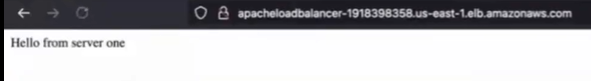 apacheloadbalancer-1918398358.us-east-1.elb.amazonaws.com
Hello from server one